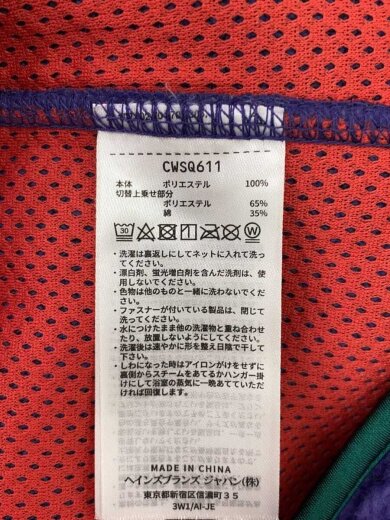 CWSQ611
本体 ポリエステル 100%
切替上乗せ部分
ポリエステル 65%
綿 35%
30
W
・洗濯は裏返しにしてネットに入れて洗っ
てください。
・漂白剤、蛍光増白剤を含んだ洗剤は、使
用しないでください。
・色物は他のものと一緒に洗わないでくだ
さい。
・ファスナーが付いている製品は、閉じて
洗ってください。
・水につけたまま他の洗濯物と重ね合わせ
たり、放置しないようにしてください。
・洗濯後は速やかに形を整え日陰で干して
下さい。
・しわになった時はアイロンがけをせずに
裏側からスチームをあてるかハンガー掛
けにして浴室の蒸気に一晩あてていただ
ければ回復します。
MADE IN CHINA
ヘインズブランズ ジャパン(株)
東京都新宿区信濃町35
3W1/AI-JE